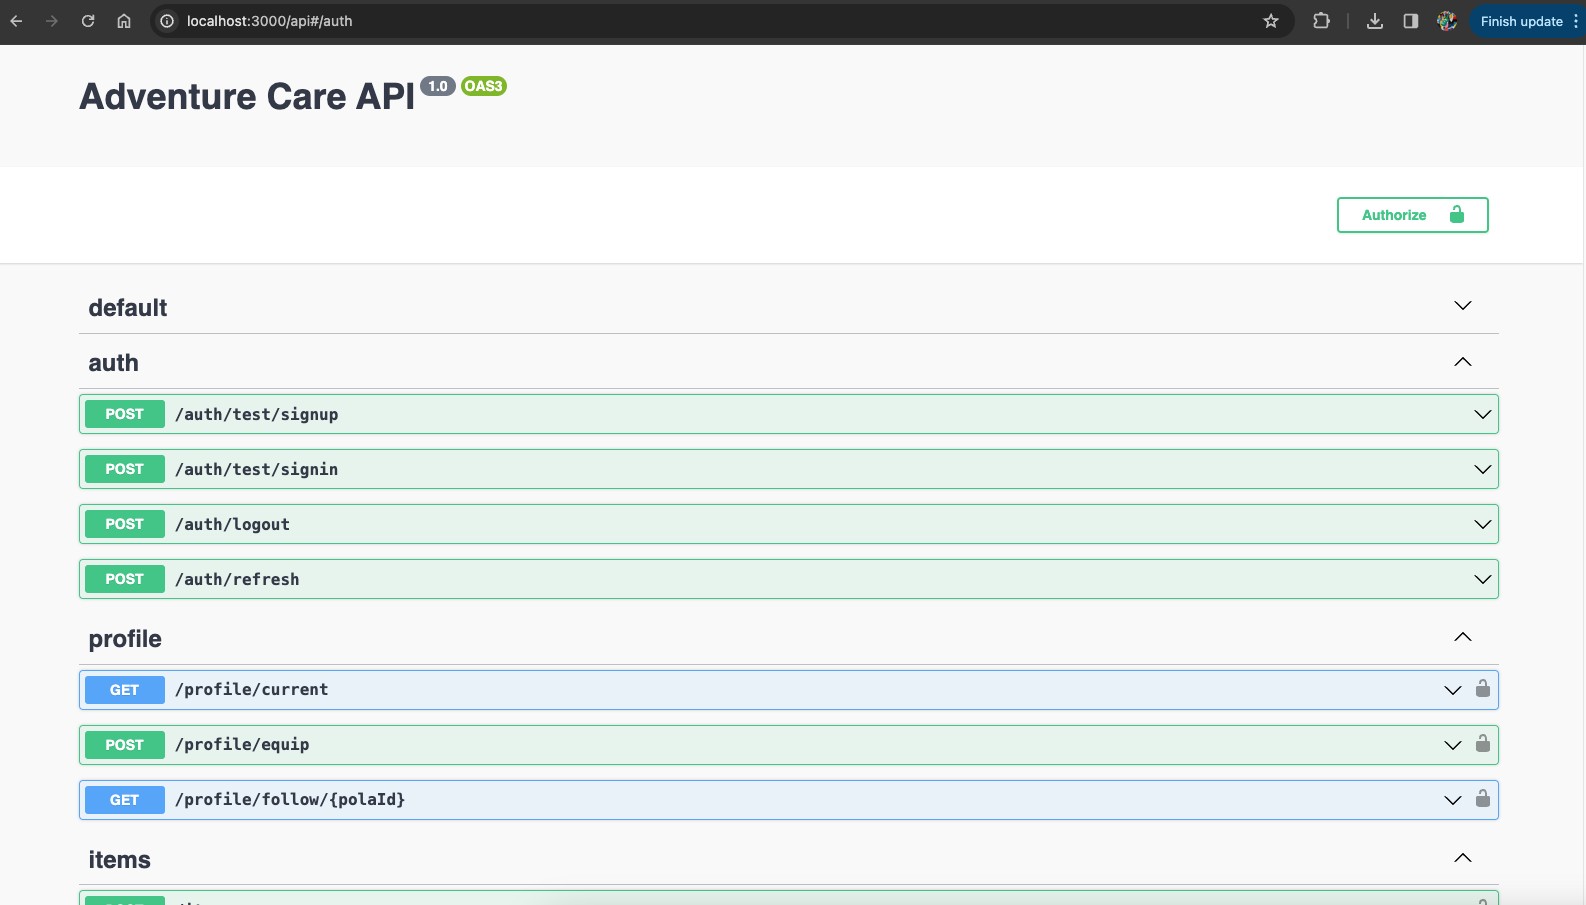 localhost:3000/api#/auth
Finish update
Adventure Care API 1.0 OAS3
Authorize
default
auth
POST /auth/test/signup
POST /auth/test/signin
POST /auth/logout
POST /auth/refresh
profile
GET /profile/current
POST /profile/equip
GET /profile/follow/{polaId}
items